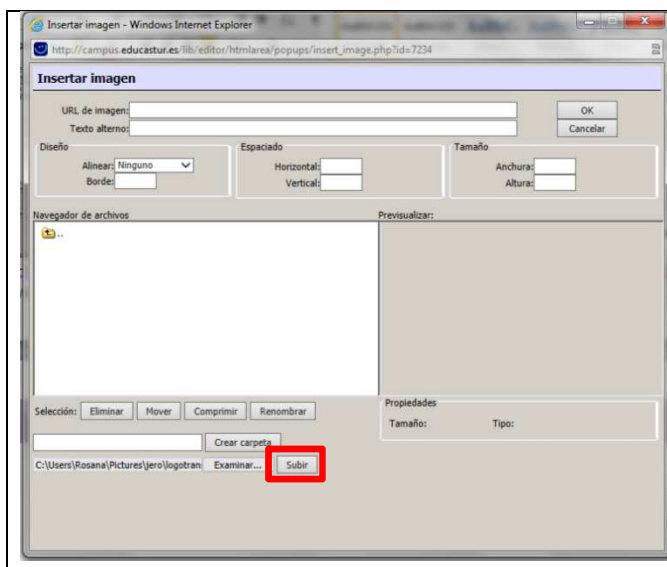 Insertar imagen - Windows Internet Explorer
http://campus.educastur.es/lib/editor/htmlarea/popups/insert_image.php?id=7234
Insertar imagen
URL de imagen:
OK
Texto alterno:
Cancelar
Diseño
Espaciado
Tamaño
Alinear: Ninguno
Horizontal:
Anchura:
Borde:
Vertical:
Altura:
Navegador de archivos
Previsualizar:
..
Selección: Eliminar Mover Comprimir Renombrar
Propiedades
Tamaño: Tipo:
Crear carpeta
C:\Users\Rosana\Pictures\jero\logotran Examinar... Subir